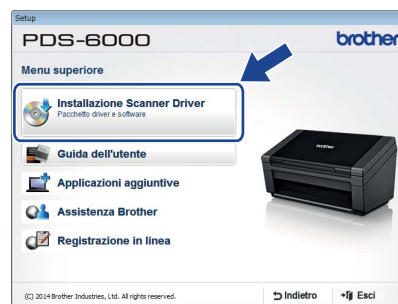 Setup
PDS-6000
brother
Menu superiore
Installazione Scanner Driver
Pacchetto driver e software
Guida dell'utente
Applicazioni aggiuntive
Assistenza Brother
Registrazione in linea
brother
(C) 2014 Brother Industries, Ltd. All rights reserved.
Indietro
Esci